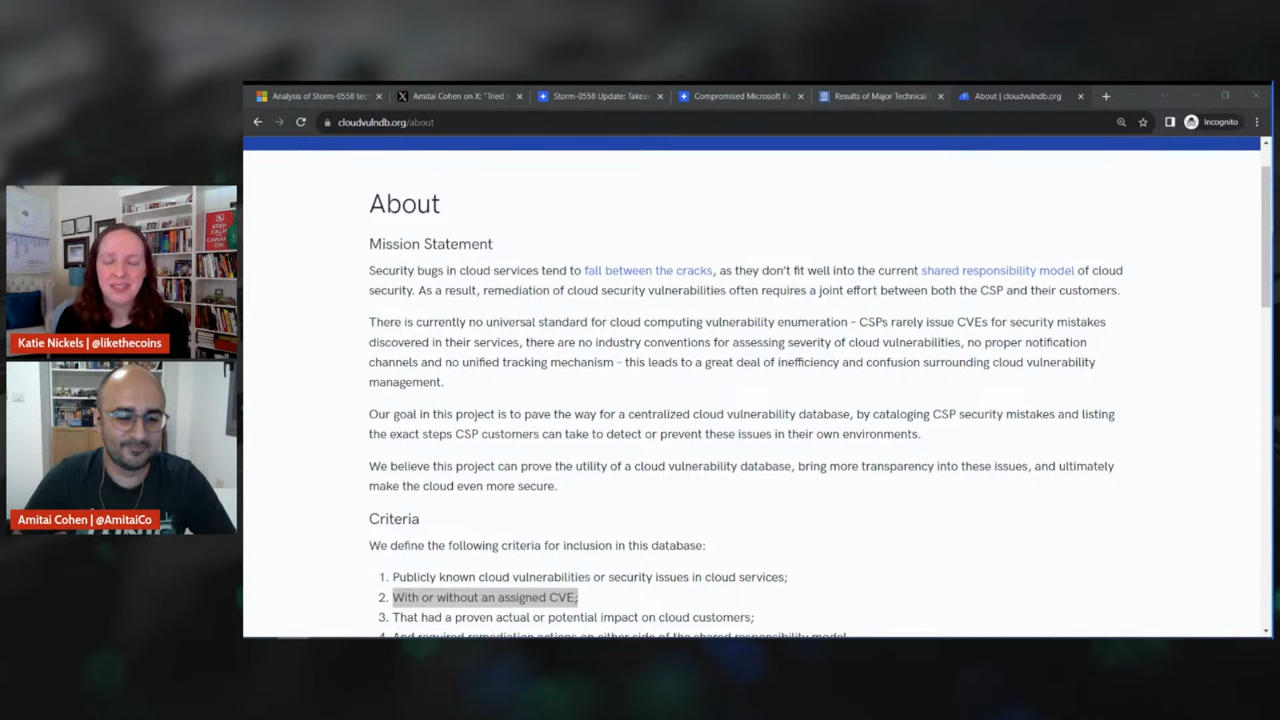 Analysis of Storm-0558 tec
Amitai Cohen on X: "Tried
Storm-0558 Update: Takea
Compromised Microsoft K
Results of Major Technical
About | cloudvulndb.org
cloudvulndb.org/about
Incognito
About
Mission Statement
Security bugs in cloud services tend to fall between the cracks, as they don't fit well into the current shared responsibility model of cloud
security. As a result, remediation of cloud security vulnerabilities often requires a joint effort between both the CSP and their customers.
There is currently no universal standard for cloud computing vulnerability enumeration – CSPs rarely issue CVEs for security mistakes
discovered in their services, there are no industry conventions for assessing severity of cloud vulnerabilities, no proper notification
channels and no unified tracking mechanism – this leads to a great deal of inefficiency and confusion surrounding cloud vulnerability
management.
Our goal in this project is to pave the way for a centralized cloud vulnerability database, by cataloging CSP security mistakes and listing
the exact steps CSP customers can take to detect or prevent these issues in their own environments.
We believe this project can prove the utility of a cloud vulnerability database, bring more transparency into these issues, and ultimately
make the cloud even more secure.
Criteria
We define the following criteria for inclusion in this database:
1. Publicly known cloud vulnerabilities or security issues in cloud services;
2. With or without an assigned CVE;
3. That had a proven actual or potential impact on cloud customers;
4. And required remediation actions on either side of the shared responsibility model
KEEP
CALM
Katie Nickels | @likethecoins
Amitai Cohen | @AmitaiCo